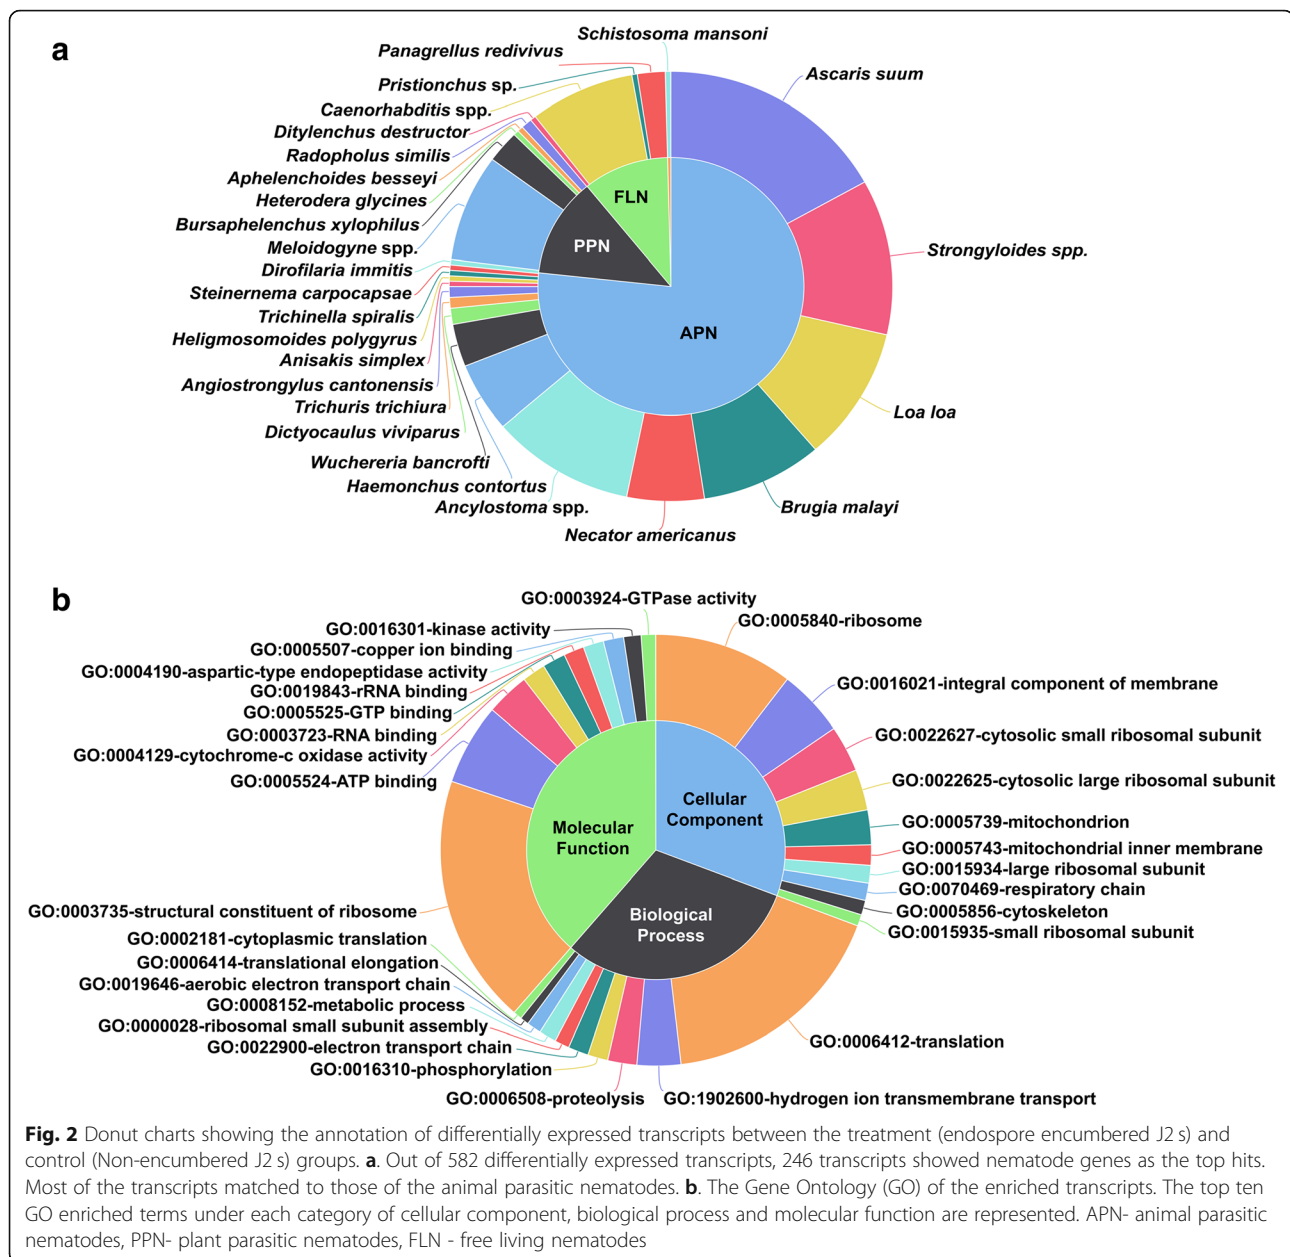 a
Schistosoma mansoni
Panagrellus redivivus
Pristionchus sp.
Caenorhabditis spp.
Ditylenchus destructor
Radopholus similis
Aphelenchoides besseyi
Heterodera glycines
Bursaphelenchus xylophilus
Meloidogyne spp.
Dirofilaria immitis
Steinernema carpocapsae
Trichinella spiralis
Heligmosomoides polygyrus
Anisakis simplex
Angiostrongylus cantonensis
Trichuris trichiura
Dictyocaulus viviparus
Wuchereria bancrofti
Haemonchus contortus
Ancylostoma spp.
Necator americanus
Ascaris suum
Strongyloides spp.
Loa loa
Brugia malayi
FLN
PPN
APN
b
GO:0003924-GTPase activity
GO:0016301-kinase activity
GO:0005507-copper ion binding
GO:0004190-aspartic-type endopeptidase activity
GO:0019843-rRNA binding
GO:0005525-GTP binding
GO:0003723-RNA binding
GO:0004129-cytochrome-c oxidase activity
GO:0005524-ATP binding
GO:0003735-structural constituent of ribosome
GO:0002181-cytoplasmic translation
GO:0006414-translational elongation
GO:0019646-aerobic electron transport chain
GO:0008152-metabolic process
GO:0000028-ribosomal small subunit assembly
GO:0022900-electron transport chain
GO:0016310-phosphorylation
GO:0006508-proteolysis
GO:1902600-hydrogen ion transmembrane transport
GO:0005840-ribosome
GO:0016021-integral component of membrane
GO:0022627-cytosolic small ribosomal subunit
GO:0022625-cytosolic large ribosomal subunit
GO:0005739-mitochondrion
GO:0005743-mitochondrial inner membrane
GO:0015934-large ribosomal subunit
GO:0070469-respiratory chain
GO:0005856-cytoskeleton
GO:0015935-small ribosomal subunit
GO:0006412-translation
Cellular
Component
Molecular
Function
Biological
Process
Fig. 2 Donut charts showing the annotation of differentially expressed transcripts between the treatment (endospore encumbered J2 s) and
control (Non-encumbered J2 s) groups. a. Out of 582 differentially expressed transcripts, 246 transcripts showed nematode genes as the top hits.
Most of the transcripts matched to those of the animal parasitic nematodes. b. The Gene Ontology (GO) of the enriched transcripts. The top ten
GO enriched terms under each category of cellular component, biological process and molecular function are represented. APN- animal parasitic
nematodes, PPN- plant parasitic nematodes, FLN - free living nematodes